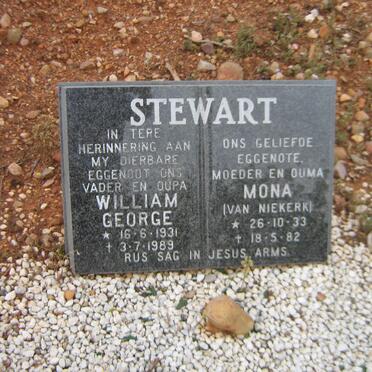 STEWART
IN TERE
HERINNERING AAN
MY DIERBARE
EGGENOOT ONS
VADER EN OUPA
WILLIAM
GEORGE
* 16-6-1931
† 3-7-1989
ONS GELIEFDE
EGGENOTE,
MOEDER EN OUMA
MONA
(VAN NIEKERK)
* 26-10-33
† 18-5-82
RUS SAG IN JESUS ARMS.